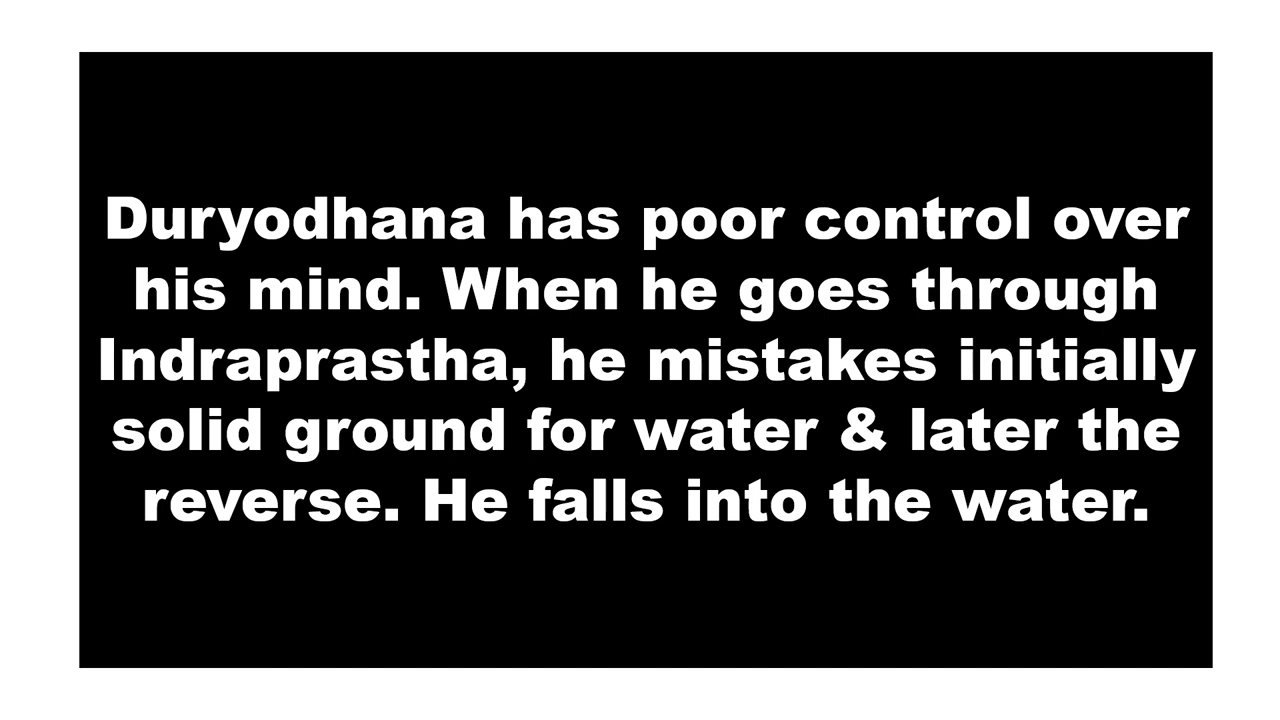 Duryodhana has poor control over
his mind. When he goes through
Indraprastha, he mistakes initially
solid ground for water & later the
reverse. He falls into the water.